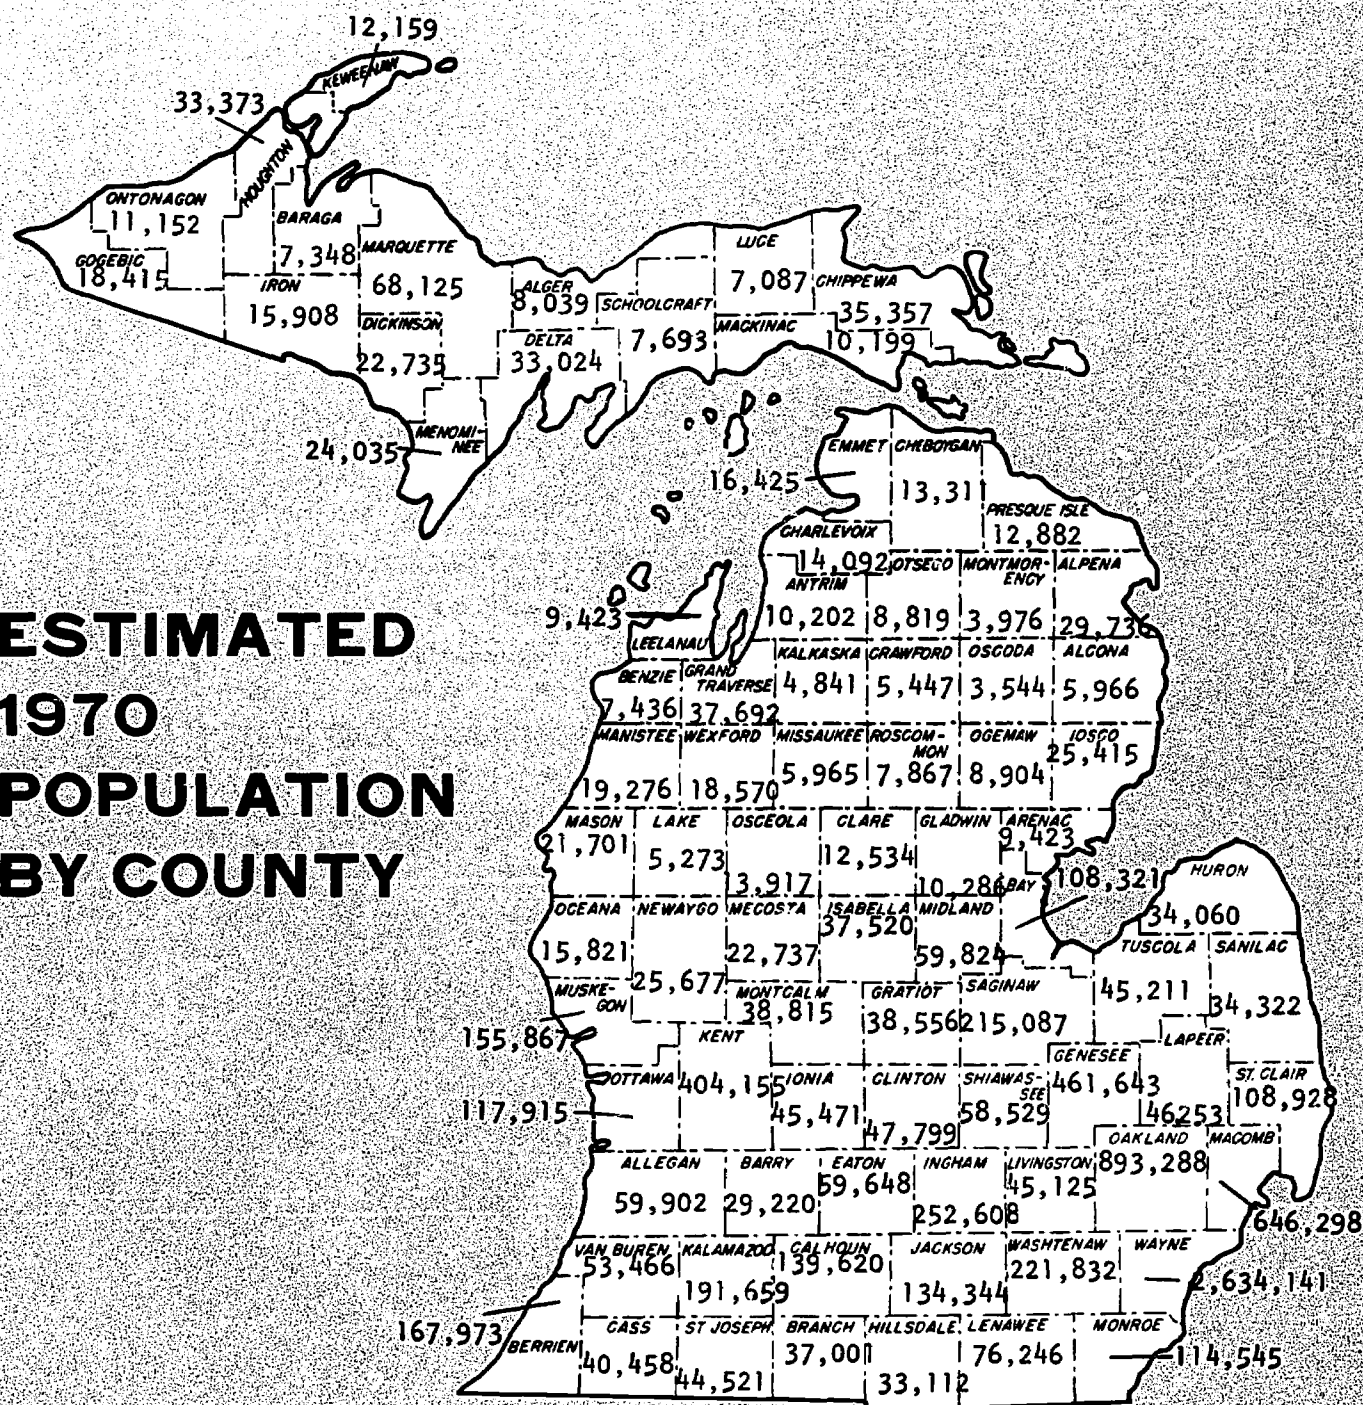 12,159
KEWEENAW
33,373
HOUGHTON
ONTONAGON
11,152
BARAGA
7,348
MARQUETTE
68,125
GOGEBIC
18,415
IRON
15,908
DICKINSON
22,735
ALGER
8,039
SCHOOLCRAFT
7,693
LUCE
7,087
CHIPPEWA
35,357
MACKINAC
10,199
DELTA
33,024
MENOMI-
NEE
24,035
EMMET
16,425
CHEBOYGAN
13,311
PRESQUE ISLE
12,882
CHARLEVOIX
14,092
ANTRIM
10,202
OTSEGO
8,819
MONTMOR-
ENCY
3,976
ALPENA
29,736
9,423
LEELANAU
ESTIMATED
1970
POPULATION
BY COUNTY
BENZIE
7,436
GRAND
TRAVERSE
37,692
KALKASKA
4,841
CRAWFORD
5,447
OSCODA
3,544
ALCONA
5,966
MANISTEE
19,276
WEXFORD
18,570
MISSAUKEE
5,965
ROSCOM-
MON
7,867
OGEMAW
8,904
IOSCO
25,415
MASON
21,701
LAKE
5,273
OSCEOLA
13,917
CLARE
12,534
GLADWIN
10,286
ARENAC
9,423
BAY
108,321
HURON
34,060
OCEANA
15,821
NEWAYGO
25,677
MECOSTA
22,737
ISABELLA
37,520
MIDLAND
59,824
TUSCOLA
45,211
SANILAC
34,322
MUSKE-
GON
155,867
MONTCALM
38,815
GRATIOT
38,556
SAGINAW
215,087
KENT
404,155
LAPEER
46,253
GENESEE
461,643
OTTAWA
117,915
IONIA
45,471
CLINTON
47,799
SHIAWAS-
SEE
58,529
ST. CLAIR
108,928
OAKLAND
893,288
MACOMB
646,298
ALLEGAN
59,902
BARRY
29,220
EATON
59,648
INGHAM
252,608
LIVINGSTON
45,125
VAN BUREN
53,466
KALAMAZOO
191,659
CALHOUN
139,620
JACKSON
134,344
WASHTENAW
221,832
WAYNE
2,634,141
167,973
BERRIEN
CASS
40,458
ST JOSEPH
44,521
BRANCH
37,001
HILLSDALE
33,112
LENAWEE
76,246
MONROE
114,545